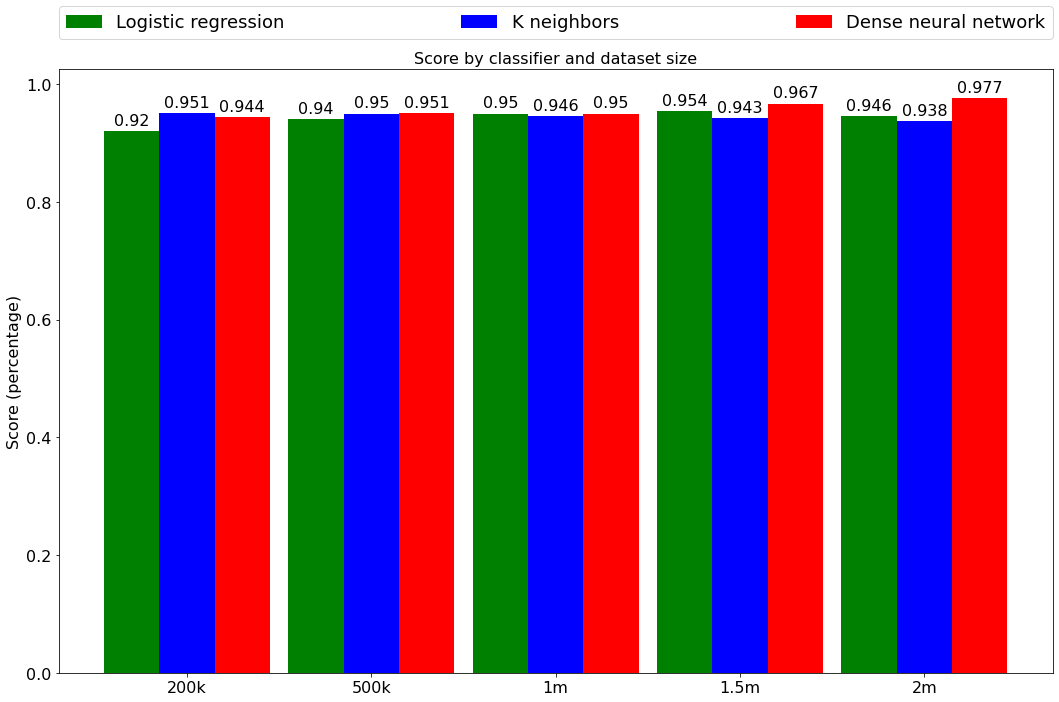 Logistic regression K neighbors Dense neural network
Score by classifier and dataset size
Score (percentage)
1.0
0.8
0.6
0.4
0.2
0.0
0.92 0.951 0.944 0.94 0.95 0.951 0.95 0.946 0.95 0.954 0.943 0.967 0.946 0.938 0.977
200k 500k 1m 1.5m 2m